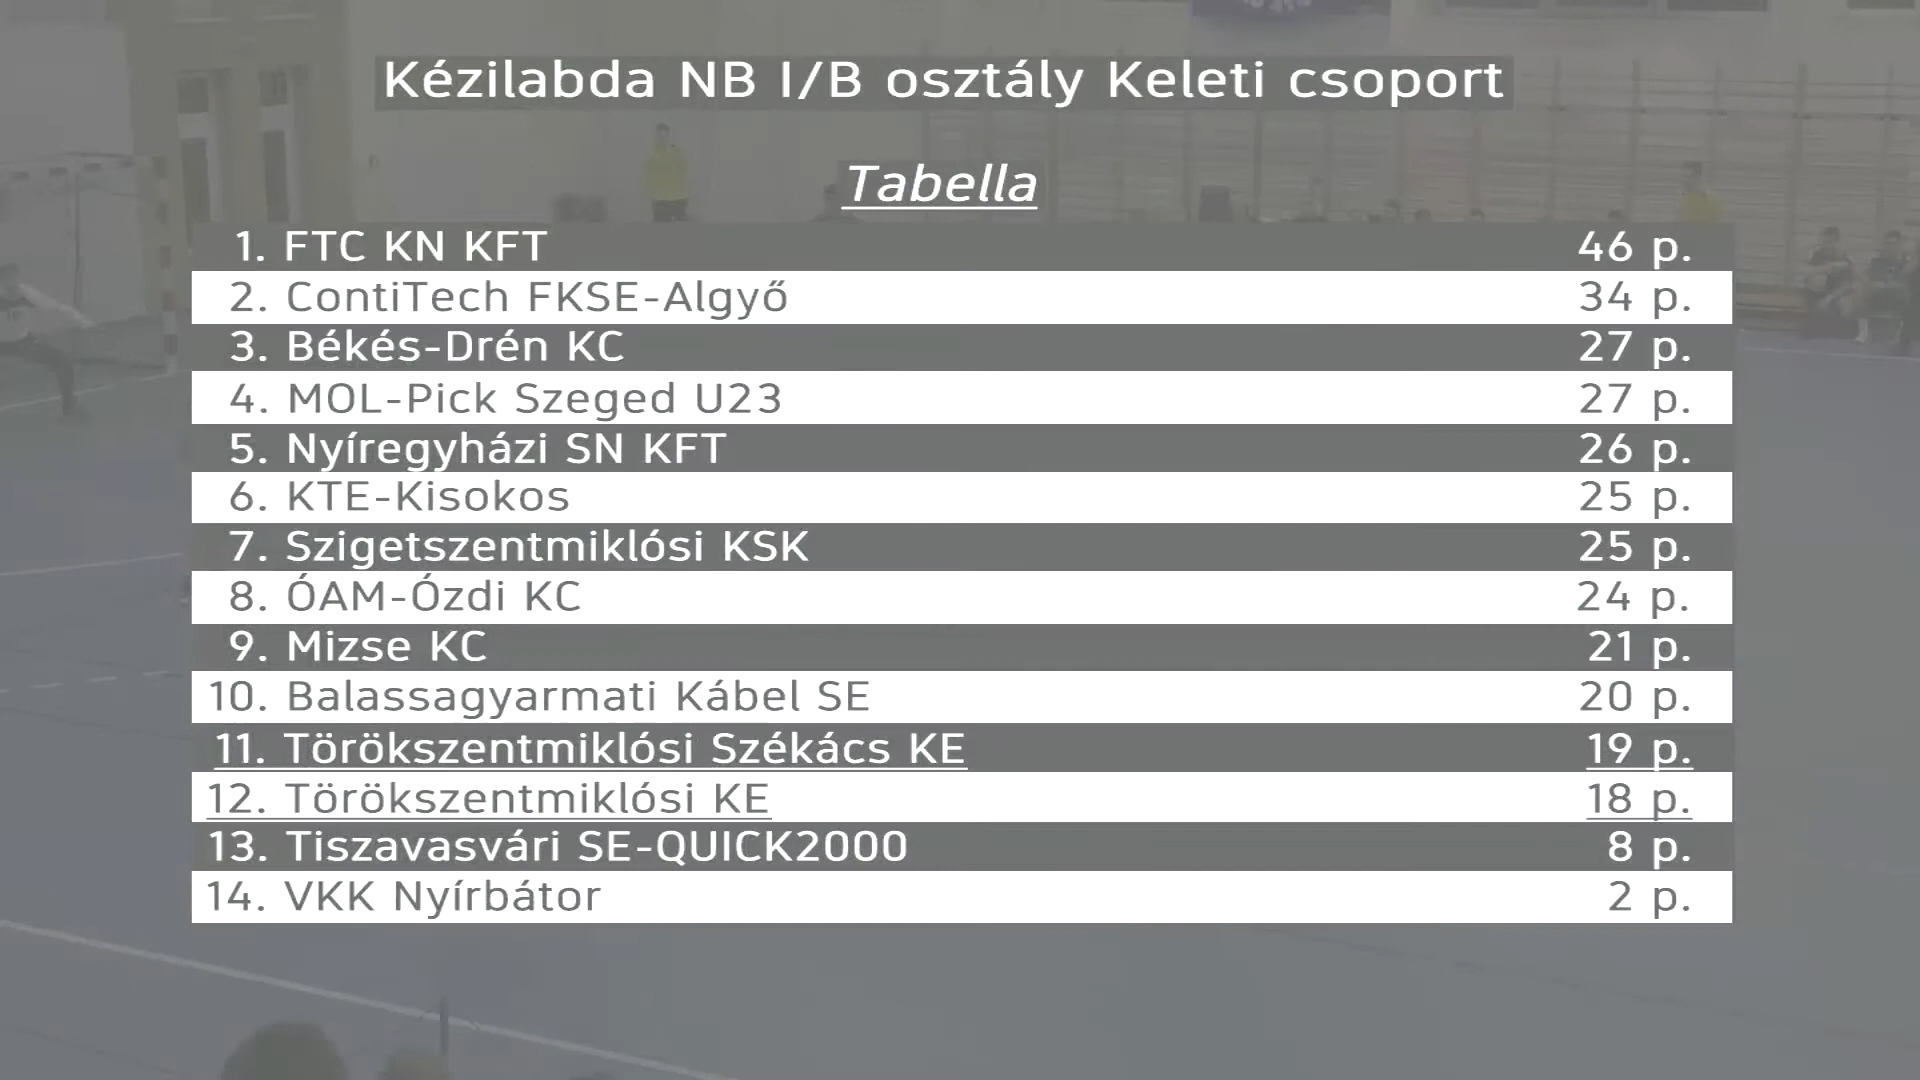 Kézilabda NB I/B osztály Keleti csoport
Tabella
1. FTC KN KFT 46 p.
2. ContiTech FKSE-Algyő 34 p.
3. Békés-Drén KC 27 p.
4. MOL-Pick Szeged U23 27 p.
5. Nyíregyházi SN KFT 26 p.
6. KTE-Kisokos 25 p.
7. Szigetszentmiklósi KSK 25 p.
8. ÓAM-Ózdi KC 24 p.
9. Mizse KC 21 p.
10. Balassagyarmati Kábel SE 20 p.
11. Törökszentmiklósi Székács KE 19 p.
12. Törökszentmiklósi KE 18 p.
13. Tiszavasvári SE-QUICK2000 8 p.
14. VKK Nyírbátor 2 p.